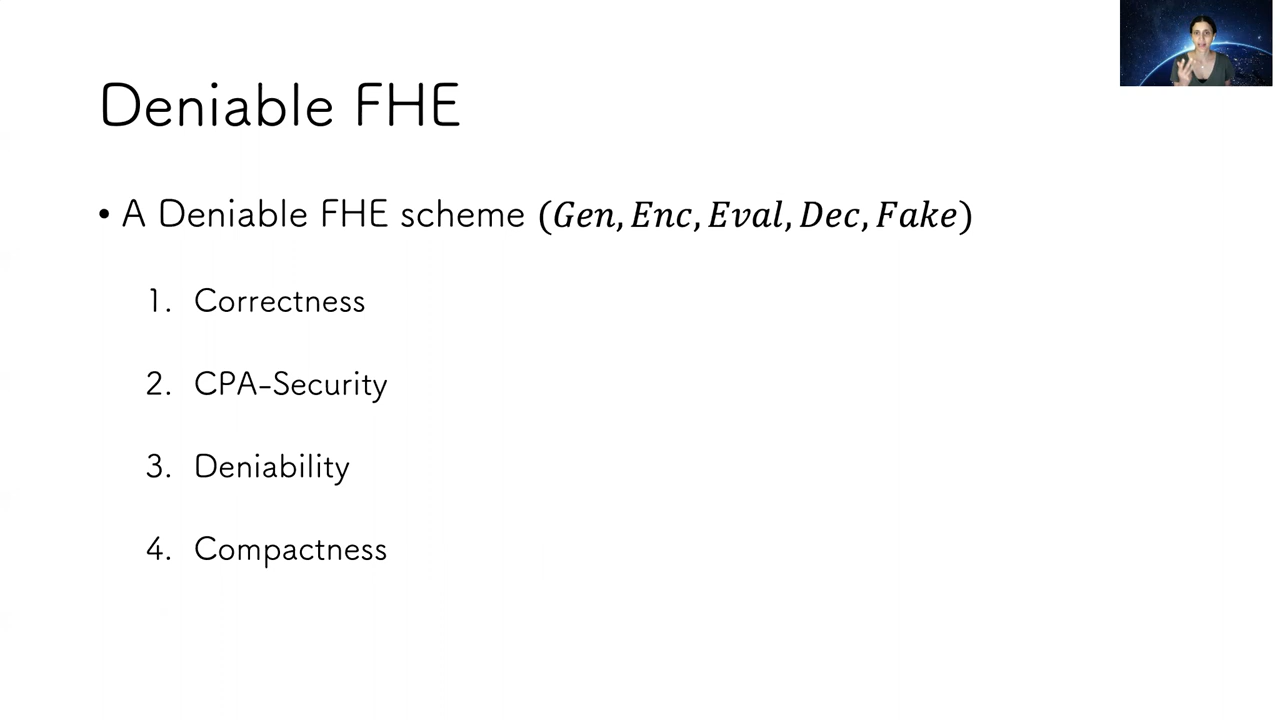 Deniable FHE
• A Deniable FHE scheme (Gen, Enc, Eval, Dec, Fake)
1. Correctness
2. CPA-Security
3. Deniability
4. Compactness